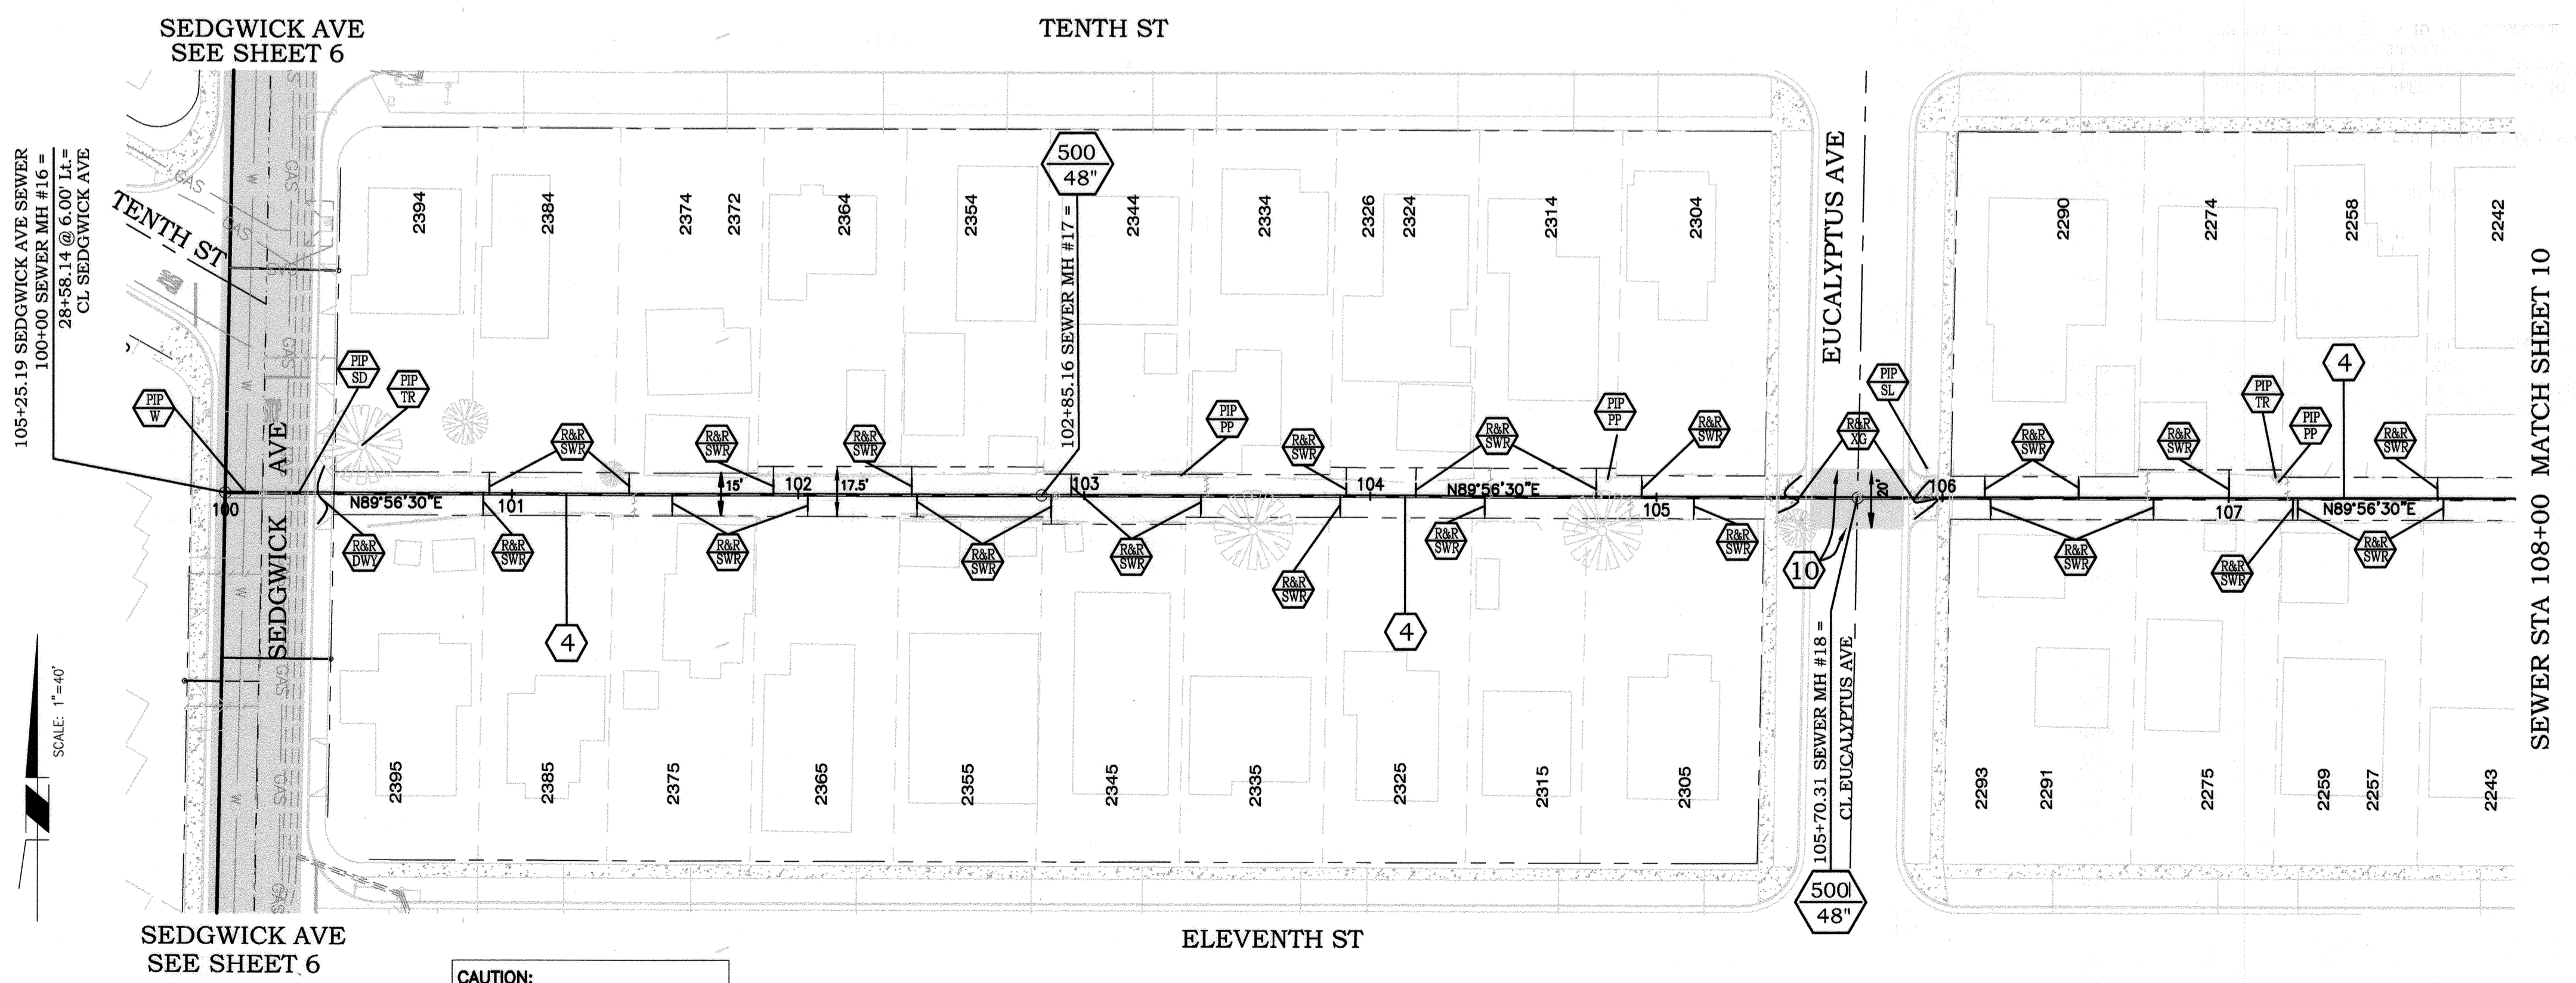 SEDGWICK AVE
SEE SHEET 6
TENTH ST
105+25.19 SEDGWICK AVE SEWER
100+00 SEWER MH #16 =
28+58.14 @ 6.00' Lt.=
CL SEDGWICK AVE
TENTH ST
GAS
GAS
GAS
GAS
W
W
500
48"
102+85.16 SEWER MH #17 =
EUCALYPTUS AVE
2394
2384
2374
2372
2364
2354
2344
2334
2326
2324
2314
2304
2290
2274
2258
2242
PIP
W
PIP
SD
PIP
TR
R&R
SWR
R&R
SWR
R&R
SWR
PIP
PP
R&R
SWR
R&R
SWR
PIP
PP
R&R
SWR
R&R
XG
PIP
SL
R&R
SWR
R&R
SWR
PIP
TR
PIP
PP
4
R&R
SWR
100
N89°56'30"E
101
15'
102
17.5'
103
104
N89°56'30"E
105
20'
106
107
N89°56'30"E
SEDGWICK AVE
R&R
DWY
R&R
SWR
4
R&R
SWR
R&R
SWR
R&R
SWR
R&R
SWR
4
R&R
SWR
R&R
SWR
10
R&R
SWR
R&R
SWR
R&R
SWR
W
W
GAS
GAS
GAS
2395
2385
2375
2365
2355
2345
2335
2325
2315
2305
2293
2291
2275
2259
2257
2243
105+70.31 SEWER MH #18 =
CL EUCALYPTUS AVE
500
48"
SEWER STA 108+00 MATCH SHEET 10
SCALE: 1"=40'
SEDGWICK AVE
SEE SHEET 6
ELEVENTH ST
CAUTION: